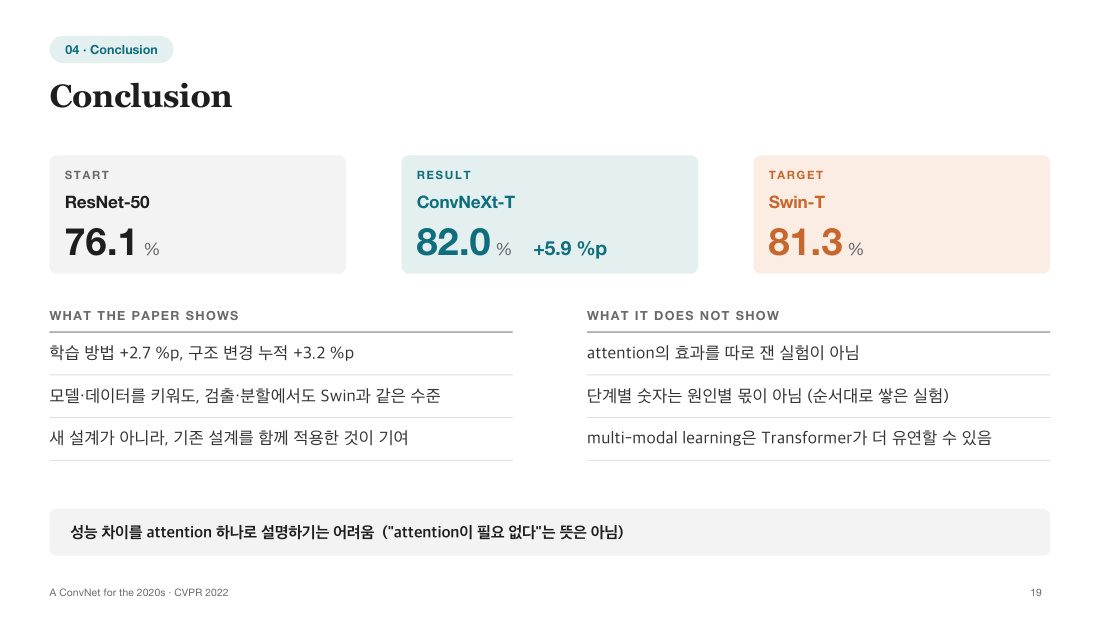 04 · Conclusion
Conclusion
START
ResNet-50
76.1 %
RESULT
ConvNeXt-T
82.0 % +5.9 %p
TARGET
Swin-T
81.3 %
WHAT THE PAPER SHOWS
학습 방법 +2.7 %p, 구조 변경 누적 +3.2 %p
모델·데이터를 키워도, 검출·분할에서도 Swin과 같은 수준
새 설계가 아니라, 기존 설계를 함께 적용한 것이 기여
WHAT IT DOES NOT SHOW
attention의 효과를 따로 잰 실험이 아님
단계별 숫자는 원인별 몫이 아님 (순서대로 쌓은 실험)
multi-modal learning은 Transformer가 더 유연할 수 있음
성능 차이를 attention 하나로 설명하기는 어려움 ("attention이 필요 없다"는 뜻은 아님)
A ConvNet for the 2020s · CVPR 2022
19